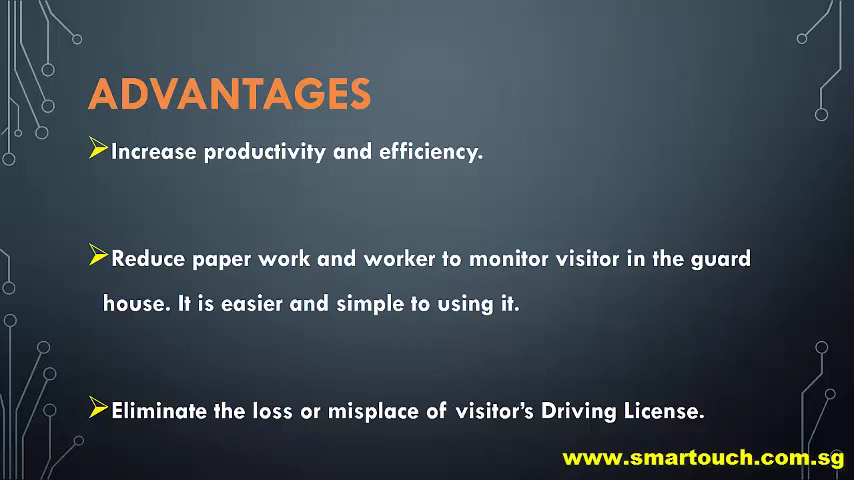 ADVANTAGES
Increase productivity and efficiency.
Reduce paper work and worker to monitor visitor in the guard
house. It is easier and simple to using it.
Eliminate the loss or misplace of visitor's Driving License.
www.smartouch.com.sg